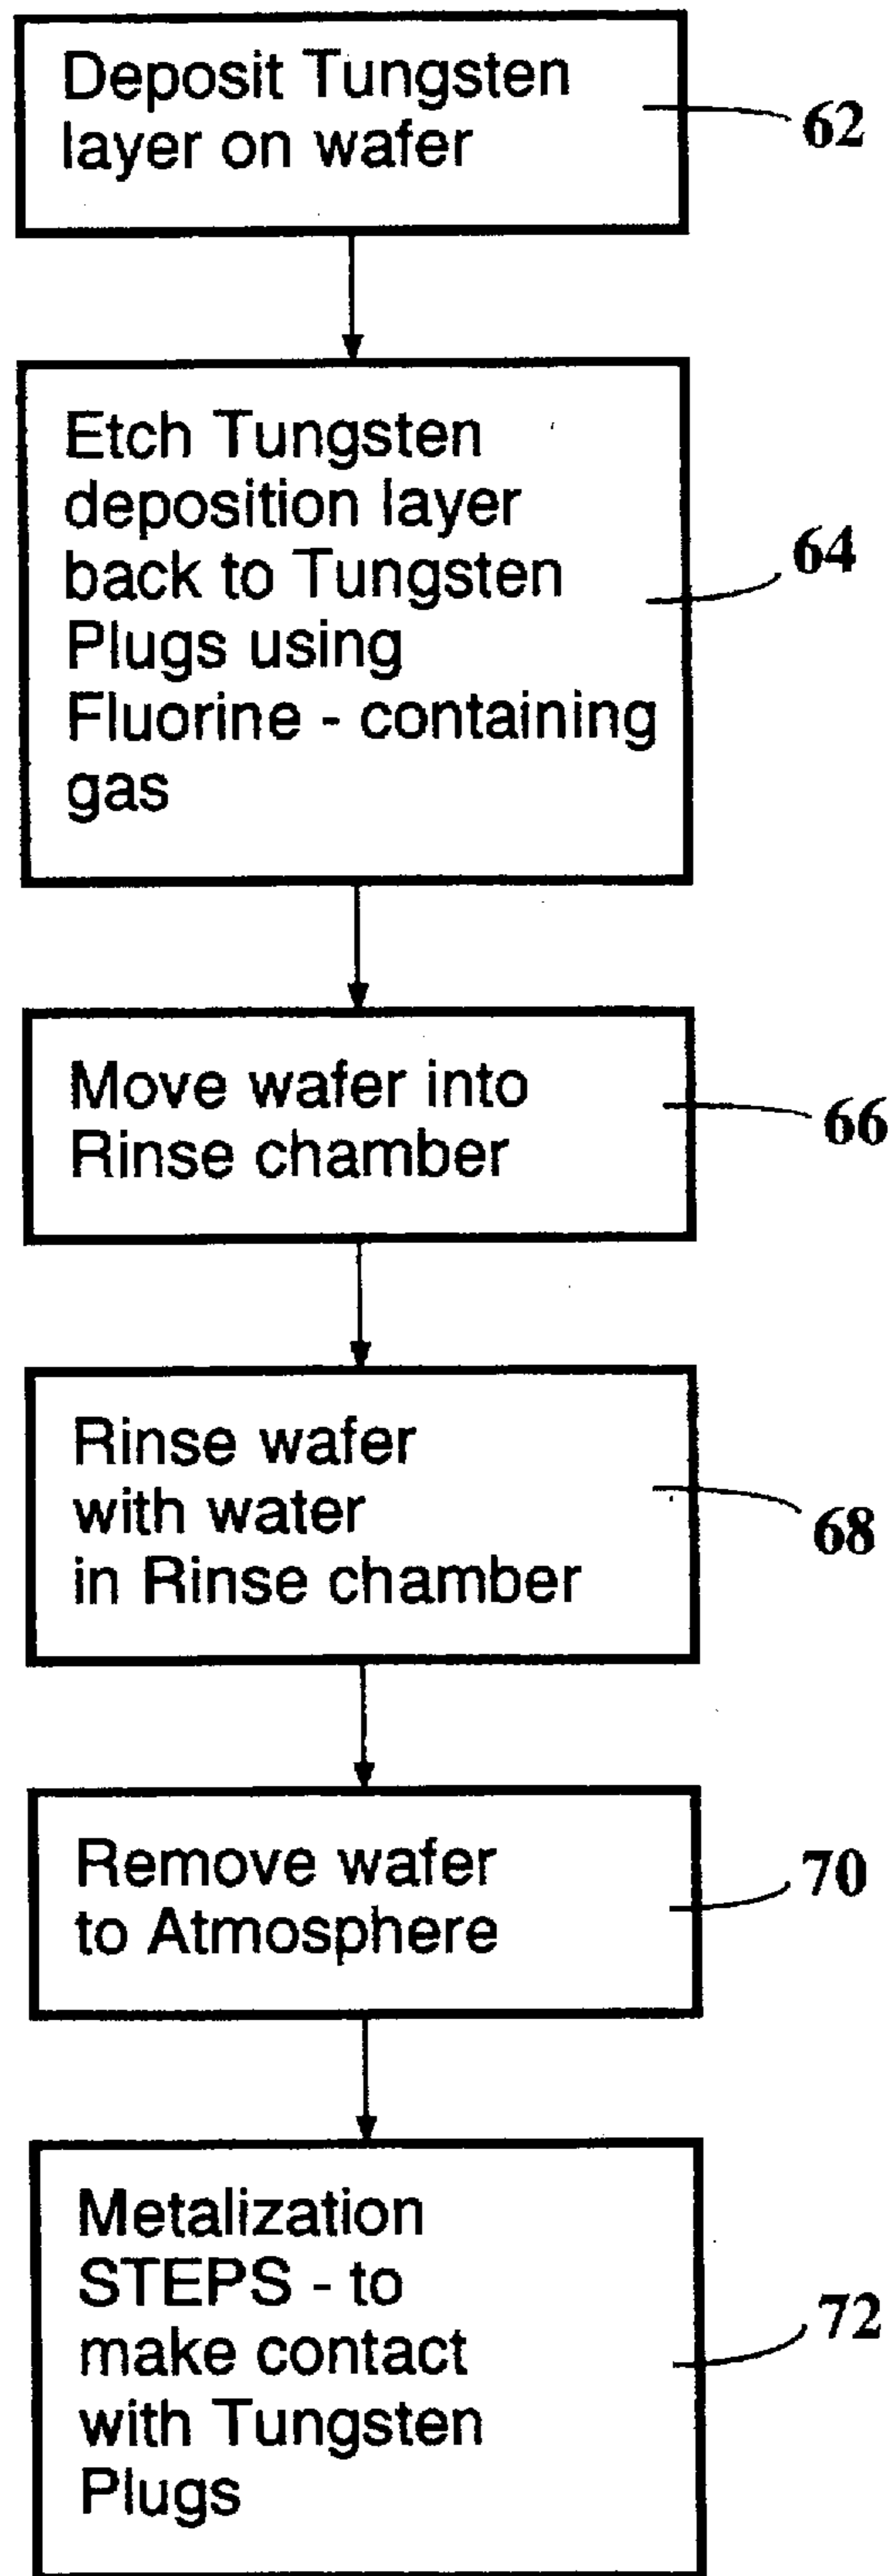 Deposit Tungsten
layer on wafer
62
Etch Tungsten
deposition layer
back to Tungsten
Plugs using
Fluorine - containing
gas
64
Move wafer into
Rinse chamber
66
Rinse wafer
with water
in Rinse chamber
68
Remove wafer
to Atmosphere
70
Metalization
STEPS - to
make contact
with Tungsten
Plugs
72